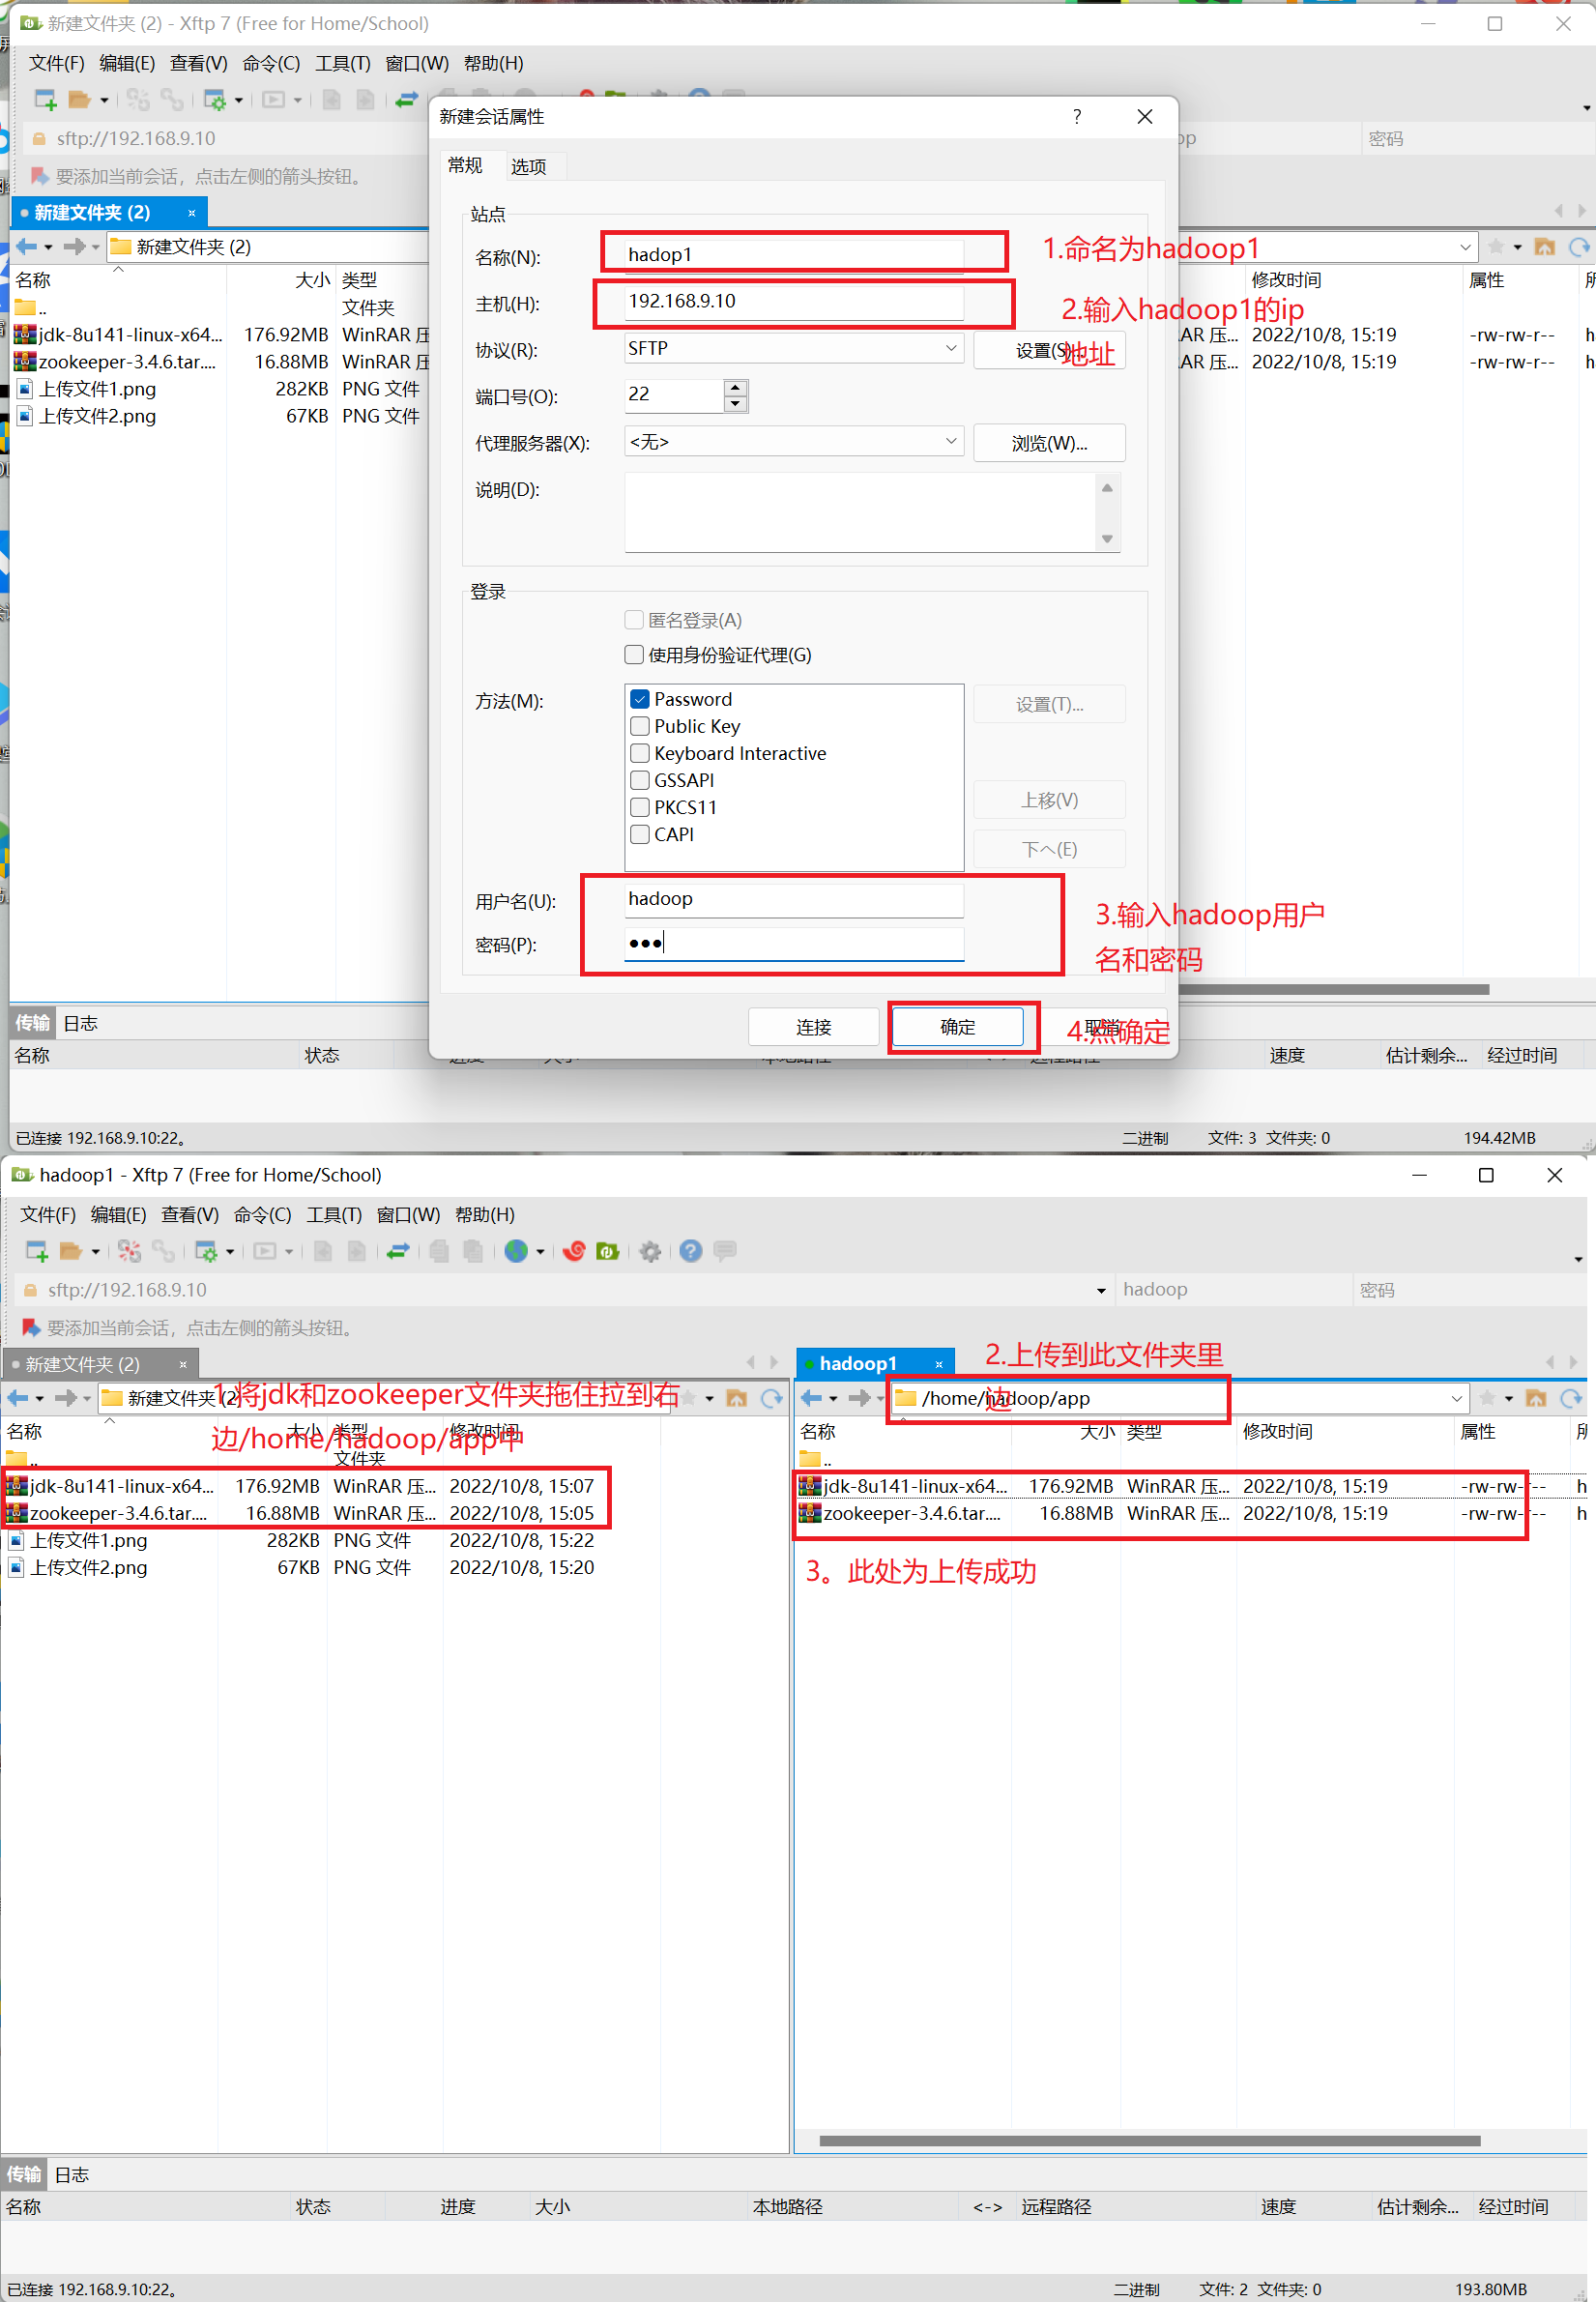 新建文件夹 (2) - Xftp 7 (Free for Home/School)
文件(F) 编辑(E) 查看(V) 命令(C) 工具(T) 窗口(W) 帮助(H)
sftp://192.168.9.10
密码
要添加当前会话，点击左侧的箭头按钮。
新建文件夹 (2)
新建文件夹 (2)
名称 大小 类型
.. 文件夹
jdk-8u141-linux-x64... 176.92MB WinRAR
zookeeper-3.4.6.tar.... 16.88MB WinRAR
上传文件1.png 282KB PNG 文件
上传文件2.png 67KB PNG 文件
新建会话属性
常规 选项
站点
名称(N): hadop1
1.命名为hadoop1
主机(H): 192.168.9.10
2.输入hadoop1的ip
地址
协议(R): SFTP
端口号(O): 22
代理服务器(X): <无> 浏览(W)...
说明(D):
登录
匿名登录(A)
使用身份验证代理(G)
方法(M):
Password
设置(T)...
Public Key
Keyboard Interactive
GSSAPI
上移(V)
PKCS11
CAPI
下へ(E)
用户名(U): hadoop
密码(P): ●●●
3.输入hadoop用户
名和密码
连接 确定
4.点确定
修改时间 属性
压... 2022/10/8, 15:19 -rw-rw-r--
压... 2022/10/8, 15:19 -rw-rw-r--
传输 日志
名称 状态 速度 估计剩余... 经过时间
已连接 192.168.9.10:22。 二进制 文件: 3 文件夹: 0 194.42MB
hadoop1 - Xftp 7 (Free for Home/School)
文件(F) 编辑(E) 查看(V) 命令(C) 工具(T) 窗口(W) 帮助(H)
sftp://192.168.9.10 hadoop 密码
要添加当前会话，点击左侧的箭头按钮。
新建文件夹 (2)
新建文件夹 (2)
1.将jdk和zookeeper文件夹拖住拉到右
边/home/hadoop/app中
名称 大小 类型 修改时间
.. 文件夹
jdk-8u141-linux-x64... 176.92MB WinRAR 压... 2022/10/8, 15:07
zookeeper-3.4.6.tar.... 16.88MB WinRAR 压... 2022/10/8, 15:05
上传文件1.png 282KB PNG 文件 2022/10/8, 15:22
上传文件2.png 67KB PNG 文件 2022/10/8, 15:20
hadoop1
2.上传到此文件夹里
边
/home/hadoop/app
名称 大小 类型 修改时间 属性
..
jdk-8u141-linux-x64... 176.92MB WinRAR 压... 2022/10/8, 15:19 -rw-rw-r-- h
zookeeper-3.4.6.tar.... 16.88MB WinRAR 压... 2022/10/8, 15:19 -rw-rw-r-- h
3。此处为上传成功
传输 日志
名称 状态 进度 大小 本地路径 <-> 远程路径 速度 估计剩余... 经过时间
已连接 192.168.9.10:22。 二进制 文件: 2 文件夹: 0 193.80MB